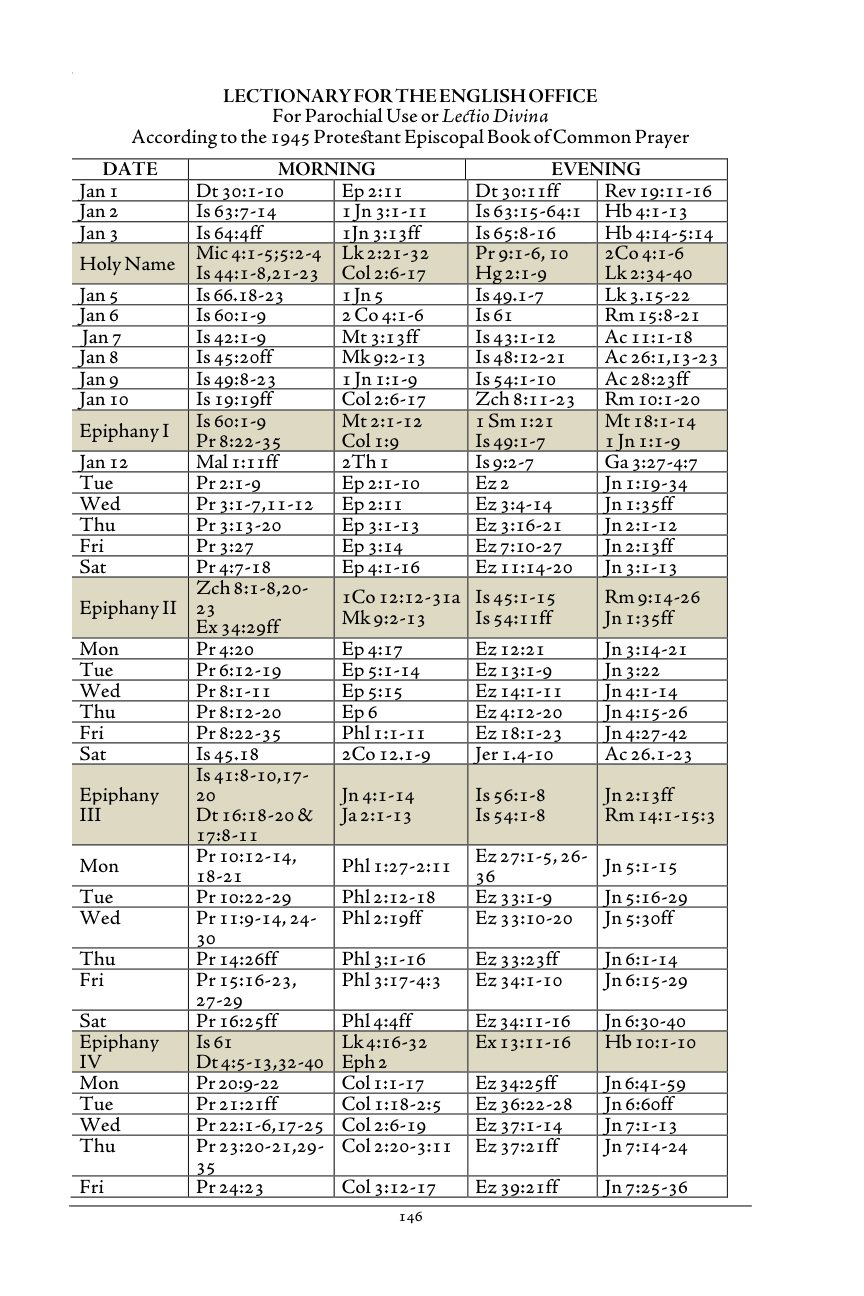 LECTIONARY FOR THE ENGLISH OFFICE
For Parochial Use or Lectio Divina
According to the 1945 Protestant Episcopal Book of Common Prayer
DATE MORNING EVENING
Jan 1 Dt 30:1-10 Ep 2:11 Dt 30:11ff Rev 19:11-16
Jan 2 Is 63:7-14 1 Jn 3:1-11 Is 63:15-64:1 Hb 4:1-13
Jan 3 Is 64:4ff 1Jn 3:13ff Is 65:8-16 Hb 4:14-5:14
Holy Name Mic 4:1-5;5:2-4 Lk 2:21-32 Pr 9:1-6, 10 2Co 4:1-6
Is 44:1-8,21-23 Col 2:6-17 Hg 2:1-9 Lk 2:34-40
Jan 5 Is 66.18-23 1 Jn 5 Is 49.1-7 Lk 3.15-22
Jan 6 Is 60:1-9 2 Co 4:1-6 Is 61 Rm 15:8-21
Jan 7 Is 42:1-9 Mt 3:13ff Is 43:1-12 Ac 11:1-18
Jan 8 Is 45:20ff Mk 9:2-13 Is 48:12-21 Ac 26:1,13-23
Jan 9 Is 49:8-23 1 Jn 1:1-9 Is 54:1-10 Ac 28:23ff
Jan 10 Is 19:19ff Col 2:6-17 Zch 8:11-23 Rm 10:1-20
Epiphany I Is 60:1-9 Mt 2:1-12 1 Sm 1:21 Mt 18:1-14
Pr 8:22-35 Col 1:9 Is 49:1-7 1 Jn 1:1-9
Jan 12 Mal 1:11ff 2Th 1 Is 9:2-7 Ga 3:27-4:7
Tue Pr 2:1-9 Ep 2:1-10 Ez 2 Jn 1:19-34
Wed Pr 3:1-7,11-12 Ep 2:11 Ez 3:4-14 Jn 1:35ff
Thu Pr 3:13-20 Ep 3:1-13 Ez 3:16-21 Jn 2:1-12
Fri Pr 3:27 Ep 3:14 Ez 7:10-27 Jn 2:13ff
Sat Pr 4:7-18 Ep 4:1-16 Ez 11:14-20 Jn 3:1-13
Epiphany II Zch 8:1-8,20-
23 1Co 12:12-31a Is 45:1-15 Rm 9:14-26
Ex 34:29ff Mk 9:2-13 Is 54:11ff Jn 1:35ff
Mon Pr 4:20 Ep 4:17 Ez 12:21 Jn 3:14-21
Tue Pr 6:12-19 Ep 5:1-14 Ez 13:1-9 Jn 3:22
Wed Pr 8:1-11 Ep 5:15 Ez 14:1-11 Jn 4:1-14
Thu Pr 8:12-20 Ep 6 Ez 4:12-20 Jn 4:15-26
Fri Pr 8:22-35 Phl 1:1-11 Ez 18:1-23 Jn 4:27-42
Sat Is 45.18 2Co 12.1-9 Jer 1.4-10 Ac 26.1-23
Is 41:8-10,17-
Epiphany 20 Jn 4:1-14 Is 56:1-8 Jn 2:13ff
III Dt 16:18-20 & Ja 2:1-13 Is 54:1-8 Rm 14:1-15:3
17:8-11
Mon Pr 10:12-14, Phl 1:27-2:11 Ez 27:1-5, 26- Jn 5:1-15
18-21 36
Tue Pr 10:22-29 Phl 2:12-18 Ez 33:1-9 Jn 5:16-29
Wed Pr 11:9-14, 24- Phl 2:19ff Ez 33:10-20 Jn 5:30ff
30
Thu Pr 14:26ff Phl 3:1-16 Ez 33:23ff Jn 6:1-14
Fri Pr 15:16-23, Phl 3:17-4:3 Ez 34:1-10 Jn 6:15-29
27-29
Sat Pr 16:25ff Phl 4:4ff Ez 34:11-16 Jn 6:30-40
Epiphany Is 61 Lk 4:16-32 Ex 13:11-16 Hb 10:1-10
IV Dt 4:5-13,32-40 Eph 2
Mon Pr 20:9-22 Col 1:1-17 Ez 34:25ff Jn 6:41-59
Tue Pr 21:21ff Col 1:18-2:5 Ez 36:22-28 Jn 6:60ff
Wed Pr 22:1-6,17-25 Col 2:6-19 Ez 37:1-14 Jn 7:1-13
Thu Pr 23:20-21,29- Col 2:20-3:11 Ez 37:21ff Jn 7:14-24
35
Fri Pr 24:23 Col 3:12-17 Ez 39:21ff Jn 7:25-36
146